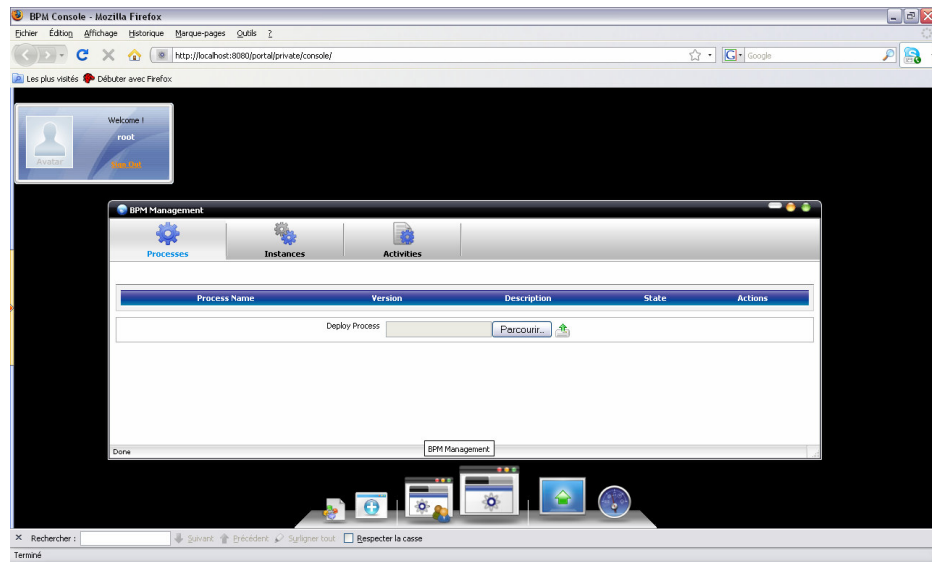 BPM Console - Mozilla Firefox
Fichier Édition Affichage Historique Marque-pages Outils ?
http://localhost:8080/portal/private/console/
Google
Les plus visités Débuter avec Firefox
Welcome !
root
Avatar
Sign Out
BPM Management
Processes Instances Activities
Process Name Version Description State Actions
Deploy Process Parcourir..
Done
BPM Management
Rechercher : Suivant Précédent Surligner tout Respecter la casse
Terminé